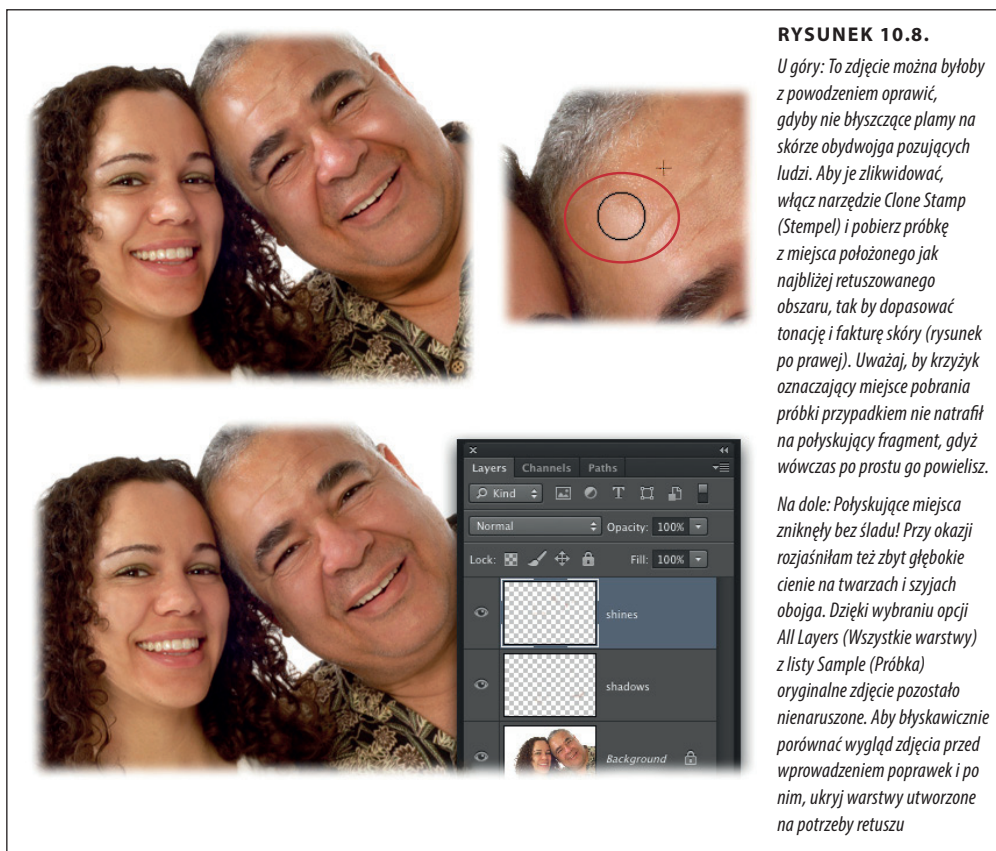 RYSUNEK 10.8.
U góry: To zdjęcie można byłoby
z powodzeniem oprawić,
gdyby nie błyszczące plamy na
skórze obydwojga pozujących
ludzi. Aby je zlikwidować,
włącz narzędzie Clone Stamp
(Stempel) i pobierz próbkę
z miejsca położonego jak
najbliżej retuszowanego
obszaru, tak by dopasować
tonację i fakturę skóry (rysunek
po prawej). Uważaj, by krzyżyk
oznaczający miejsce pobrania
próbki przypadkiem nie natrafił
na połyskujący fragment, gdyż
wówczas po prostu go powielisz.
Na dole: Połyskujące miejsca
zniknęły bez śladu! Przy okazji
rozjaśniłam też zbyt głębokie
cienie na twarzach i szyjach
obojga. Dzięki wybraniu opcji
All Layers (Wszystkie warstwy)
z listy Sample (Próbka)
oryginalne zdjęcie pozostało
nienaruszone. Aby błyskawicznie
porównać wygląd zdjęcia przed
wprowadzeniem poprawek i po
nim, ukryj warstwy utworzone
na potrzeby retuszu
Layers Channels Paths
Kind
Normal Opacity: 100%
Lock: Fill: 100%
shines
shadows
Background